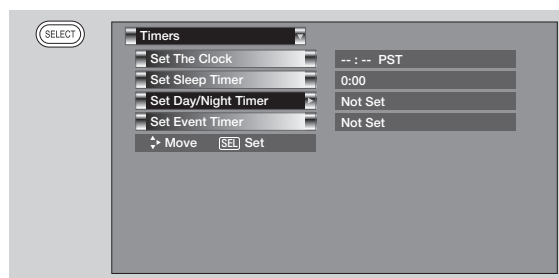 SELECT
Timers
Set The Clock -- : -- PST
Set Sleep Timer 0:00
Set Day/Night Timer Not Set
Set Event Timer Not Set
Move SEL Set